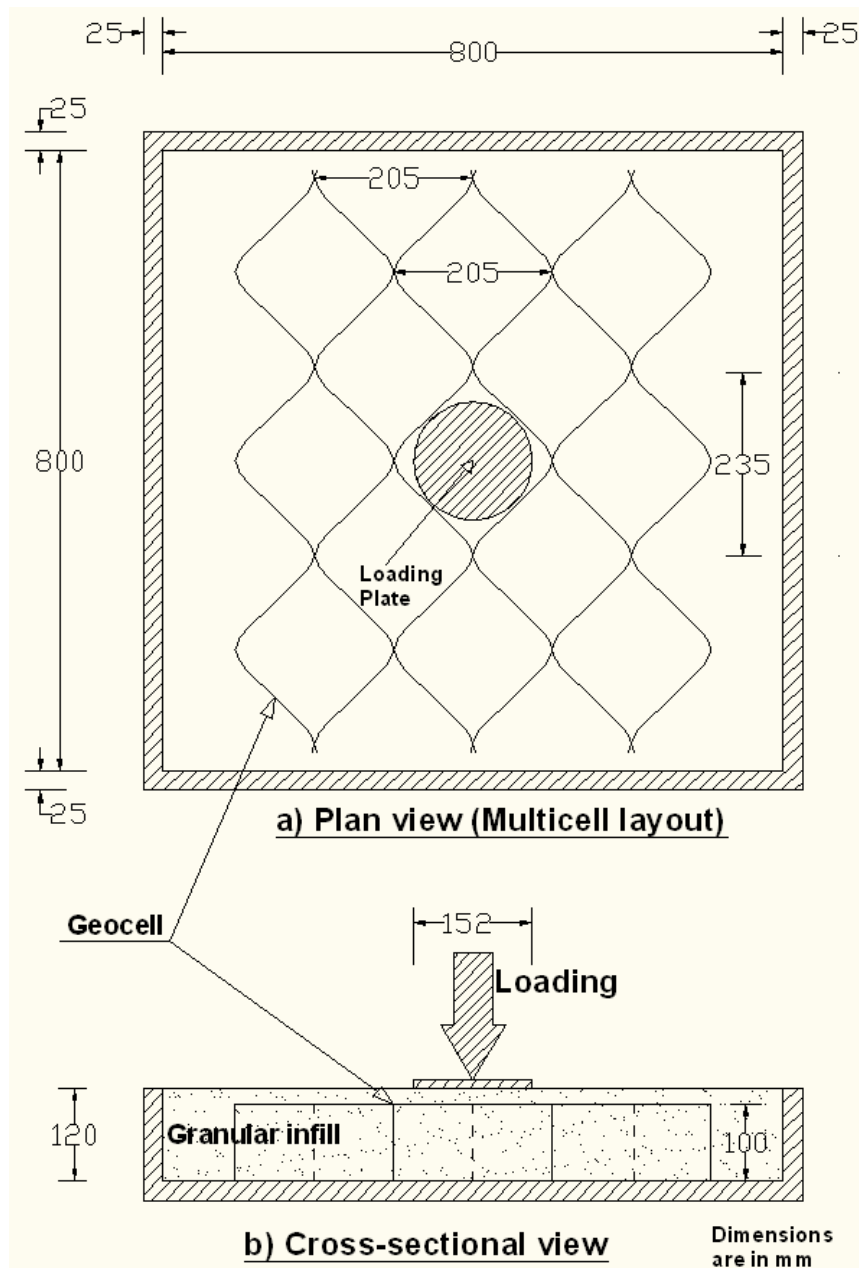 25
800
25
25
205
205
800
235
Loading
Plate
25
a) Plan view (Multicell layout)
Geocell
152
Loading
120
Granular infill
100
b) Cross-sectional view
Dimensions
are in mm